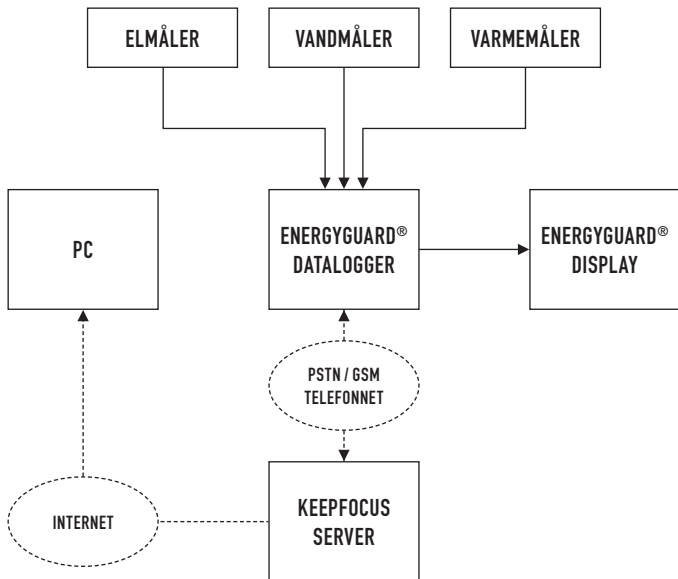 ELMÅLER
VANDMÅLER
VARMEMÅLER
PC
ENERGYGUARD®
DATALOGGER
ENERGYGUARD®
DISPLAY
PSTN / GSM
TELEFONNET
INTERNET
KEEPFOCUS
SERVER